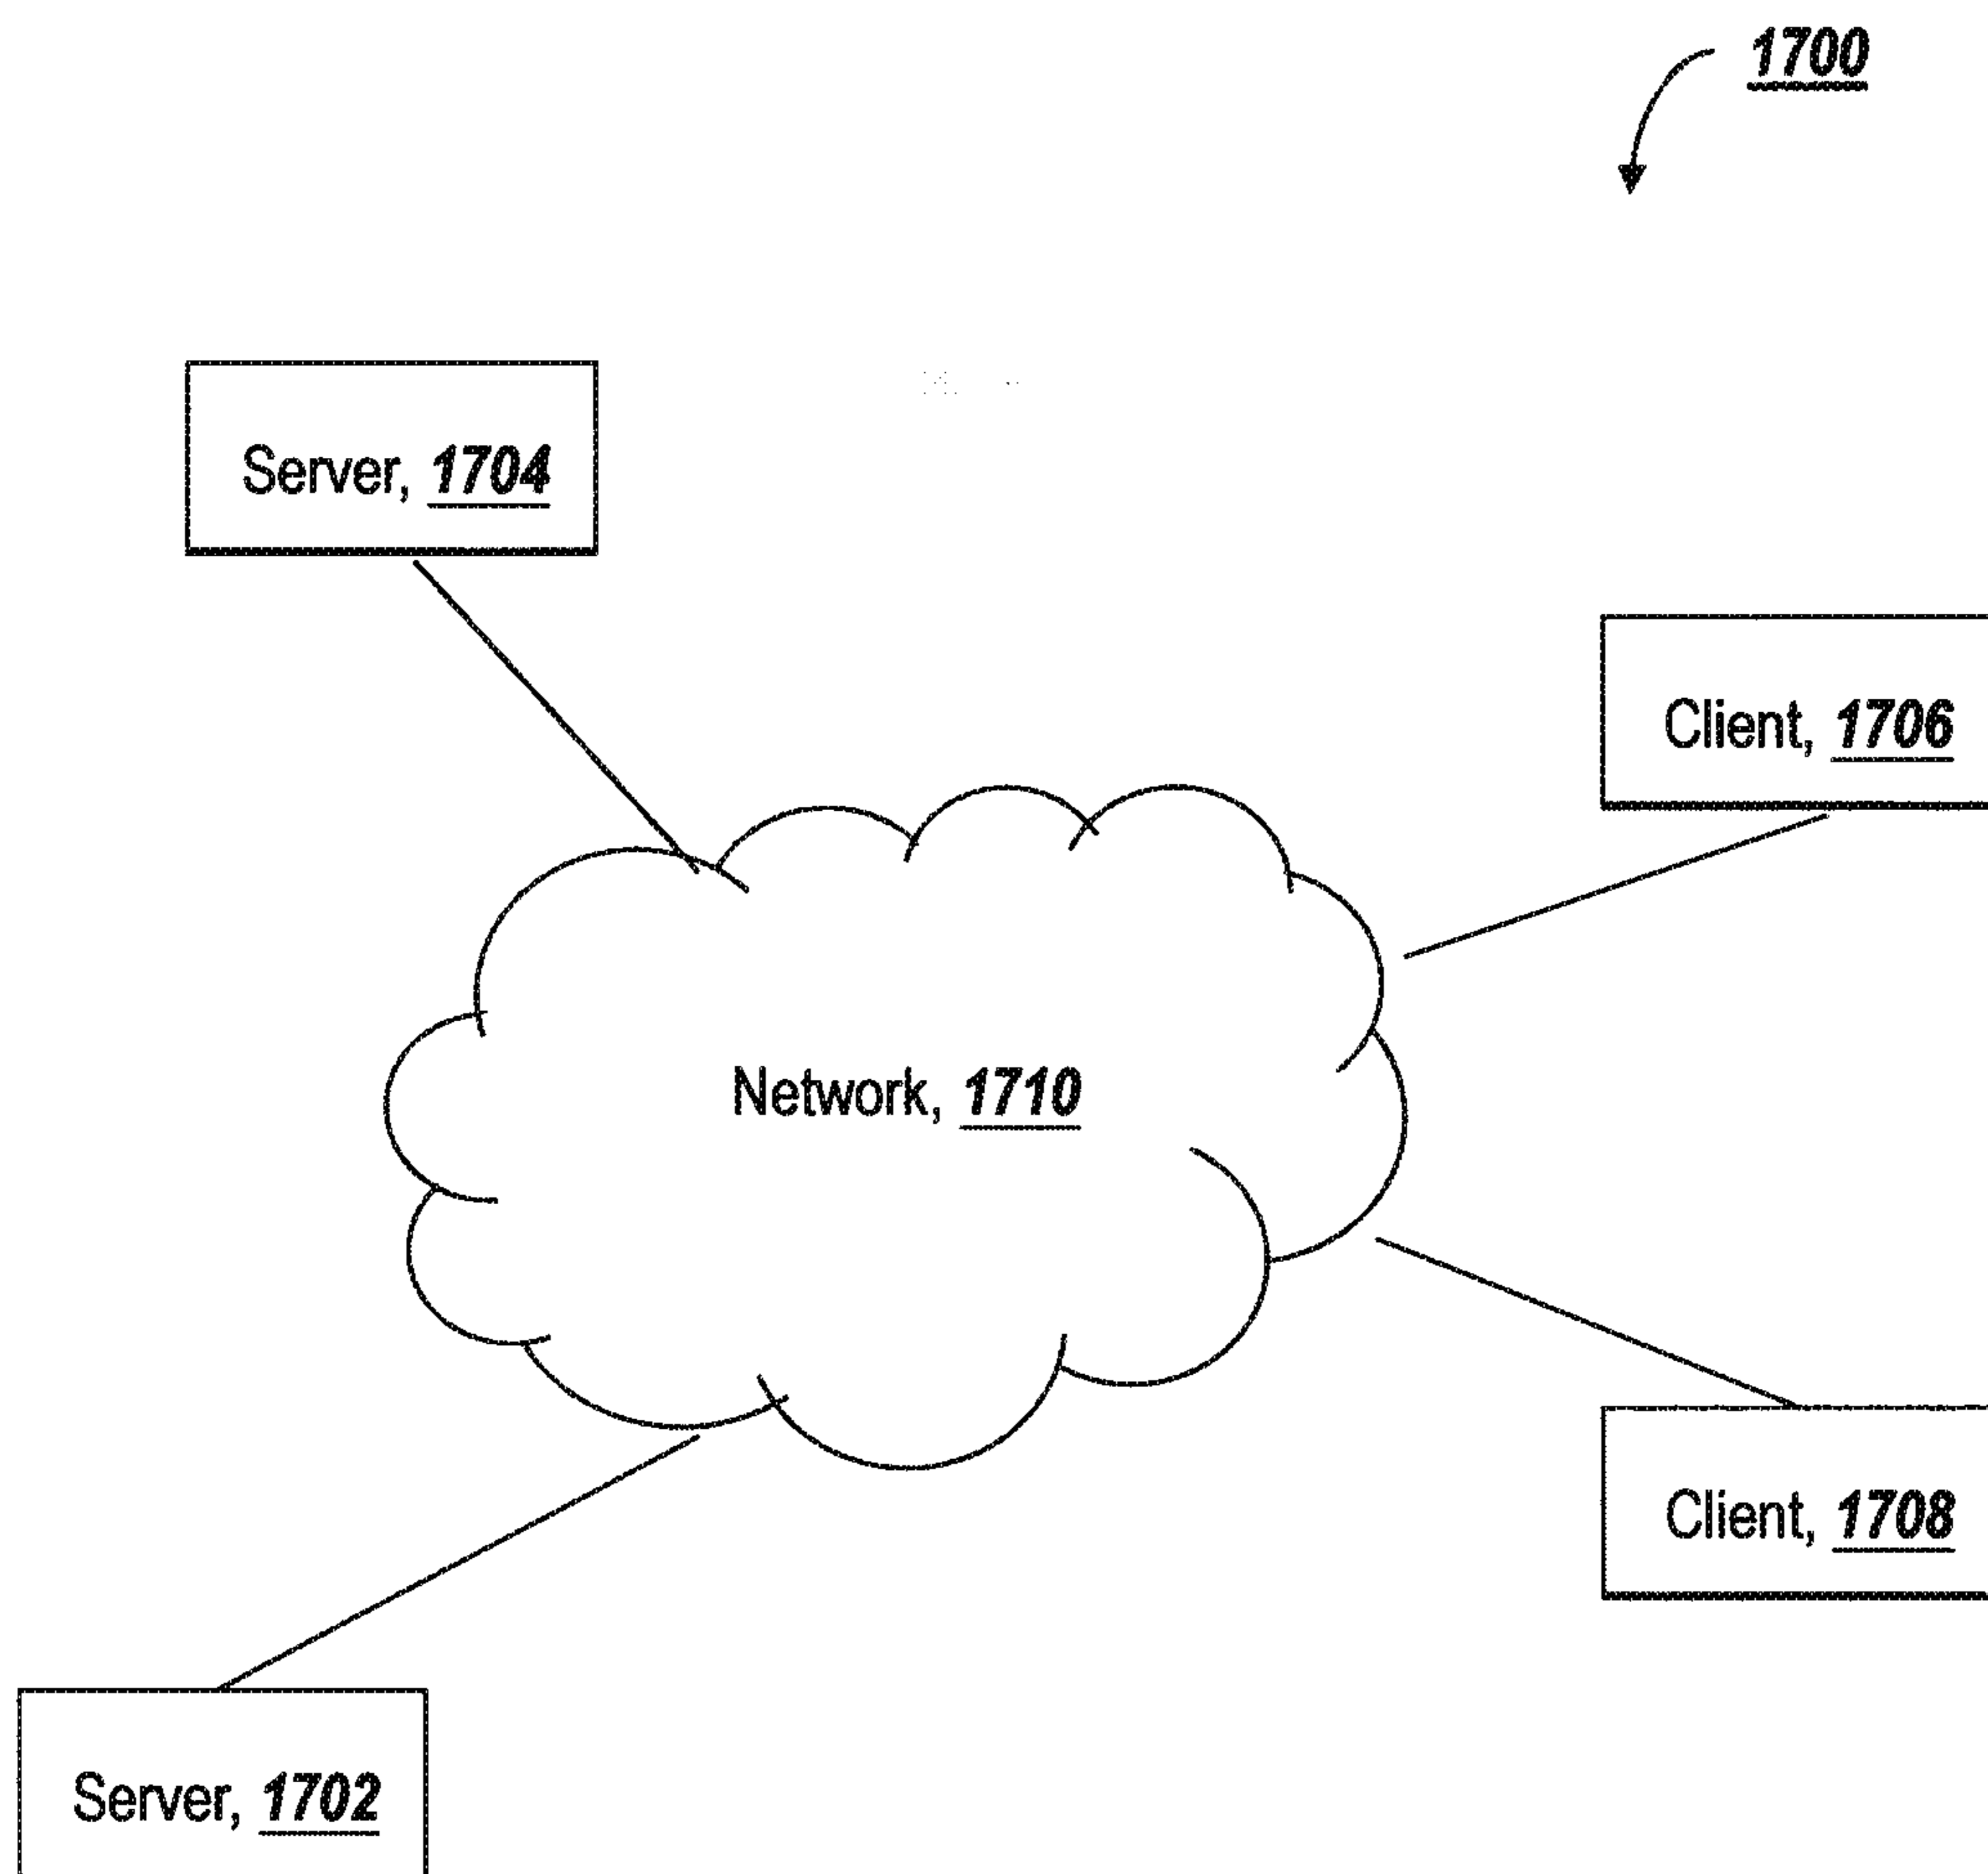 1700
Server, 1704
Client, 1706
Network, 1710
Client, 1708
Server, 1702